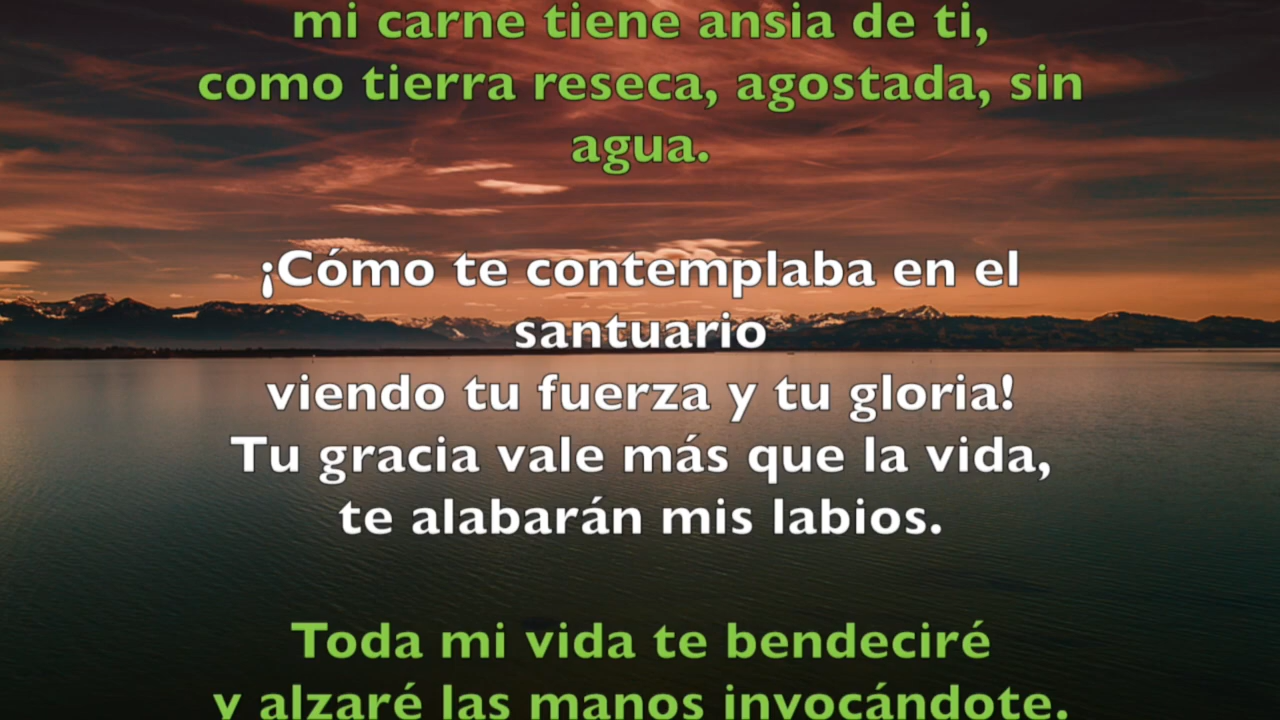 mi carne tiene ansia de ti,
como tierra reseca, agostada, sin
agua.
¡Cómo te contemplaba en el
santuario
viendo tu fuerza y tu gloria!
Tu gracia vale más que la vida,
te alabarán mis labios.
Toda mi vida te bendeciré
y alzaré las manos invocándote.